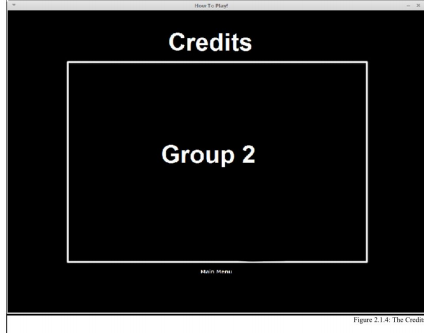 How To Play!
Credits
Group 2
Main Menu
Figure 2.1.4: The Credits